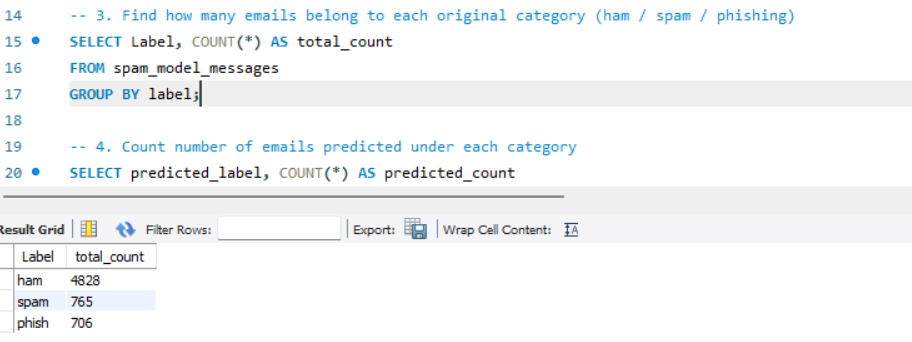 14 -- 3. Find how many emails belong to each original category (ham / spam / phishing)
15 SELECT Label, COUNT(*) AS total_count
16 FROM spam_model_messages
17 GROUP BY label;
18
19 -- 4. Count number of emails predicted under each category
20 SELECT predicted_label, COUNT(*) AS predicted_count
Result Grid Filter Rows: Export: Wrap Cell Content: IA
Label total_count
ham 4828
spam 765
phish 706